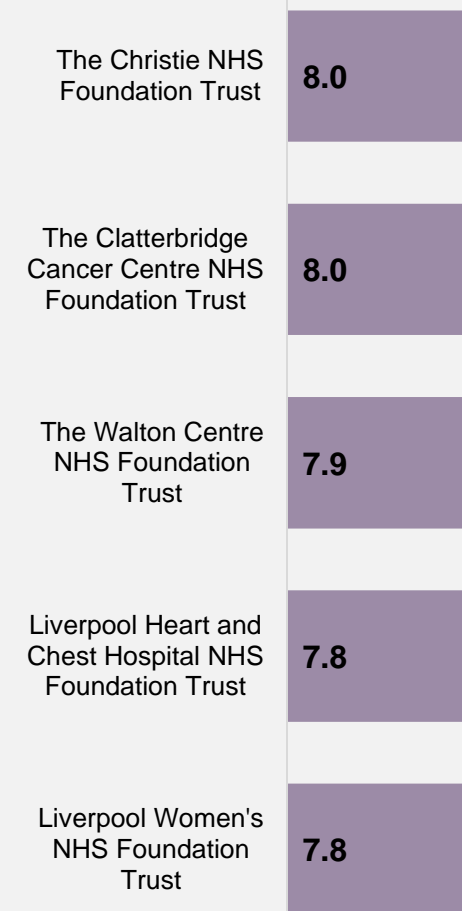 The Christie NHS
Foundation Trust
8.0
The Clatterbridge
Cancer Centre NHS
Foundation Trust
8.0
The Walton Centre
NHS Foundation
Trust
7.9
Liverpool Heart and
Chest Hospital NHS
Foundation Trust
7.8
Liverpool Women's
NHS Foundation
Trust
7.8